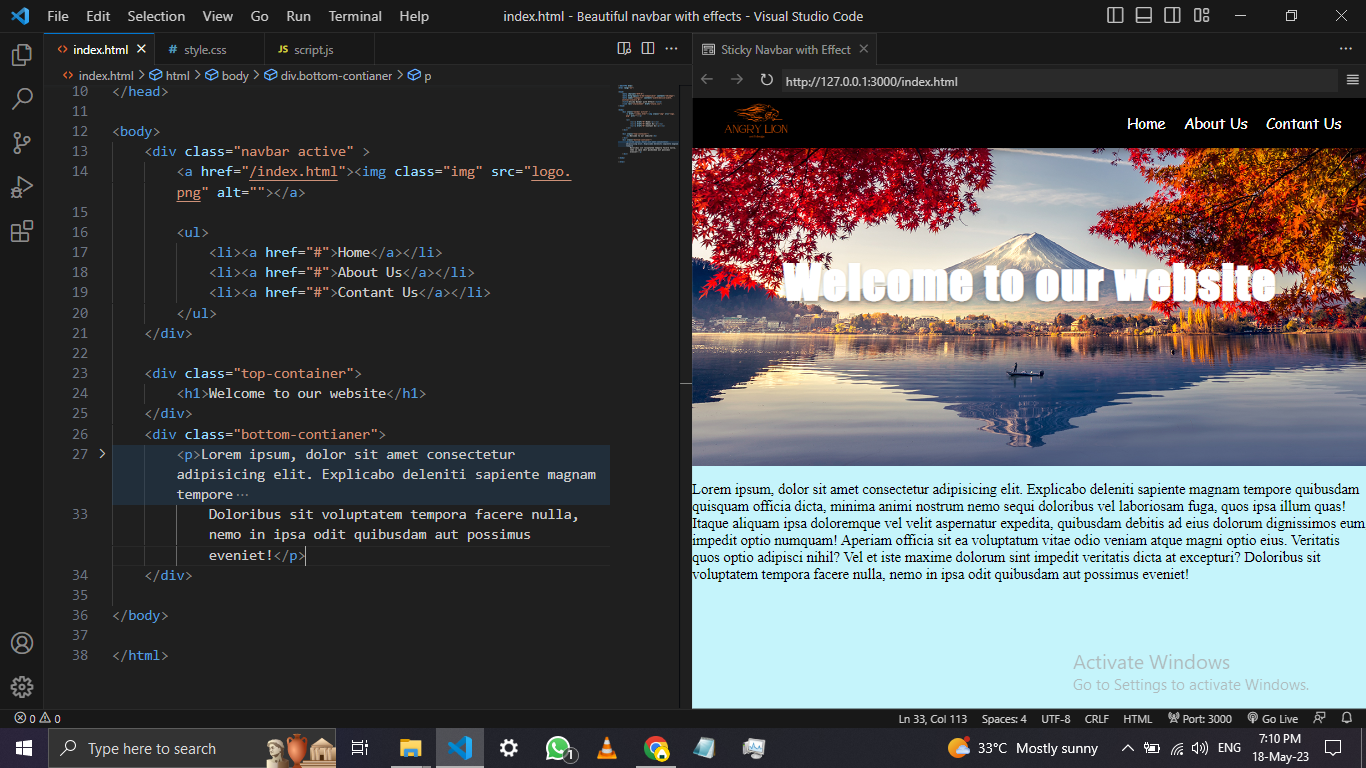 File Edit Selection View Go Run Terminal Help
index.html - Beautiful navbar with effects - Visual Studio Code
index.html
# style.css
JS script.js
index.html > html > body > div.bottom-contianer > p
10 </head>
11
12 <body>
13 <div class="navbar active" >
14 <a href="/index.html"><img class="img" src="logo.
png" alt=""></a>
15
16 <ul>
17 <li><a href="#">Home</a></li>
18 <li><a href="#">About Us</a></li>
19 <li><a href="#">Contant Us</a></li>
20 </ul>
21 </div>
22
23 <div class="top-container">
24 <h1>Welcome to our website</h1>
25 </div>
26 <div class="bottom-contianer">
27 <p>Lorem ipsum, dolor sit amet consectetur
adipisicing elit. Explicabo deleniti sapiente magnam
tempore ···
33 Doloribus sit voluptatem tempora facere nulla,
nemo in ipsa odit quibusdam aut possimus
eveniet!</p>
34 </div>
35
36 </body>
37
38 </html>
Sticky Navbar with Effect
http://127.0.0.1:3000/index.html
ANGRY LION
Home About Us Contant Us
Welcome to our website
Lorem ipsum, dolor sit amet consectetur adipisicing elit. Explicabo deleniti sapiente magnam tempore quibusdam
quisquam officia dicta, minima animi nostrum nemo sequi doloribus vel laboriosam fuga, quos ipsa illum quas!
Itaque aliquam ipsa doloremque vel velit aspernatur expedita, quibusdam debitis ad eius dolorum dignissimos eum
impedit optio numquam! Aperiam officia sit ea voluptatum vitae odio veniam atque magni optio eius. Veritatis
quos optio adipisci nihil? Vel et iste maxime dolorum sint impedit veritatis dicta at excepturi? Doloribus sit
voluptatem tempora facere nulla, nemo in ipsa odit quibusdam aut possimus eveniet!
Activate Windows
Go to Settings to activate Windows.
0 0
Ln 33, Col 113 Spaces: 4 UTF-8 CRLF HTML Port: 3000 Go Live
Type here to search
1
33°C Mostly sunny
ENG
7:10 PM
18-May-23